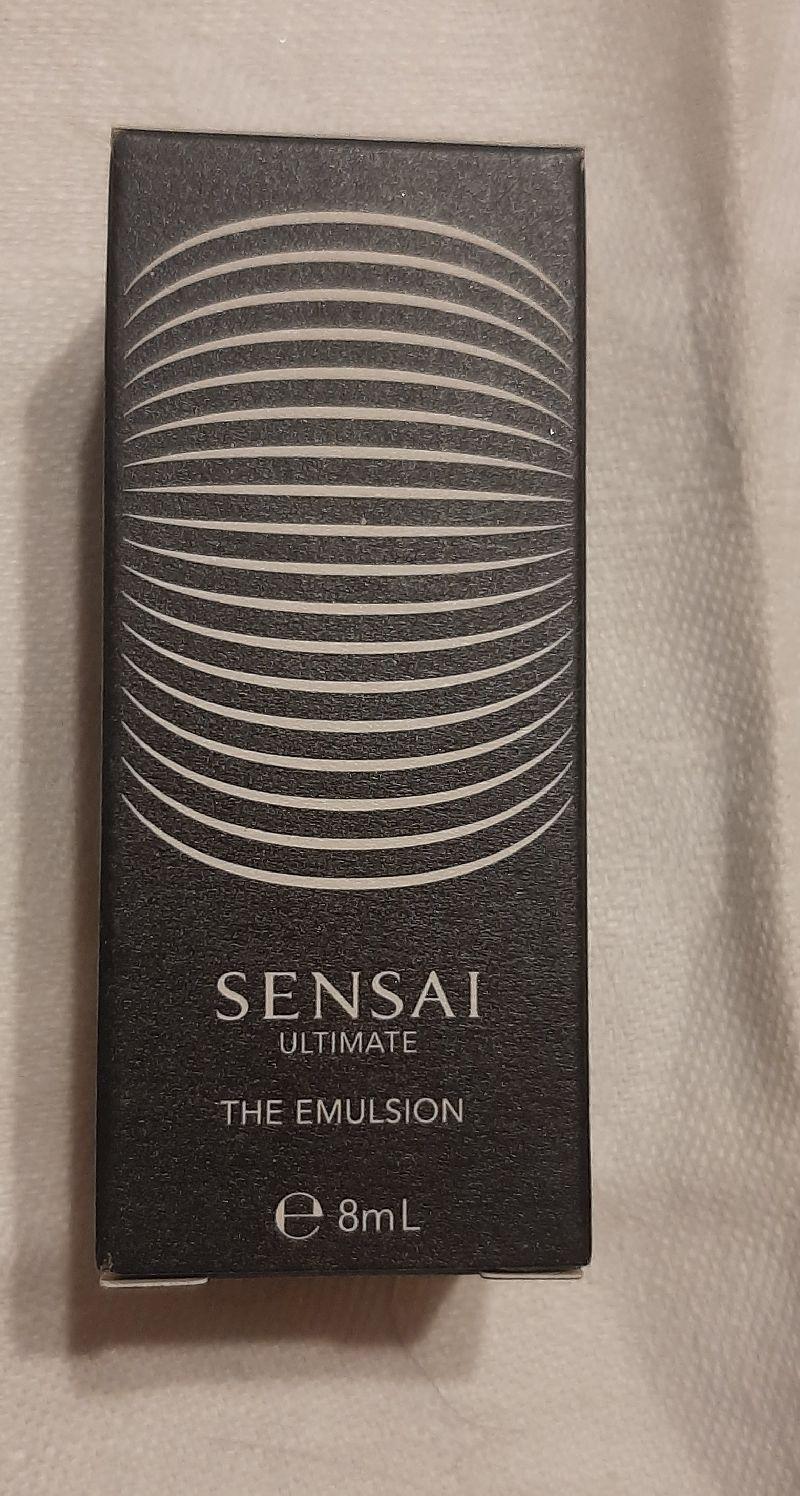 SENSAI
ULTIMATE
THE EMULSION
℮ 8mL